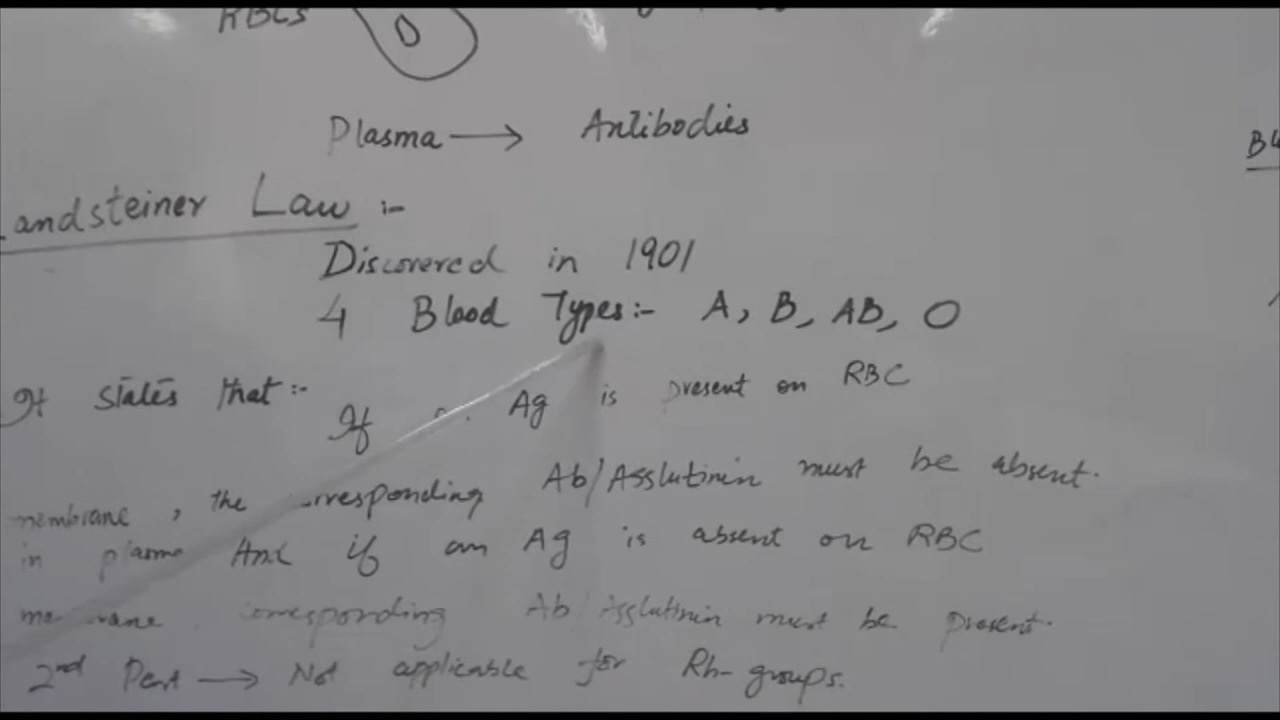 RBCs
Plasma → Antibodies
Landsteiner Law :-
Discovered in 1901
4 Blood Types:- A, B, AB, O
It states that:-
If Ag is present on RBC
membrane, the corresponding Ab/Agglutinin must be absent.
in plasma And if an Ag is absent on RBC
membrane corresponding Ab/Agglutinin must be present.
2nd Part → Not applicable for Rh- groups.